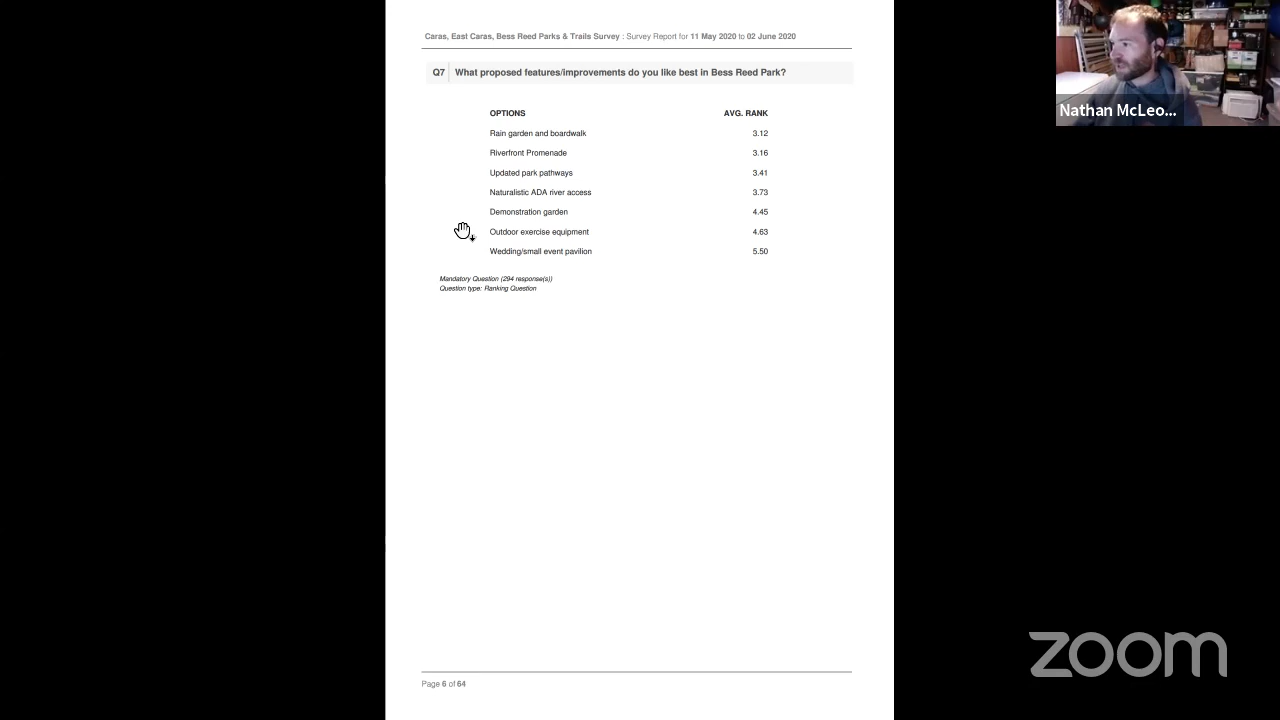 Caras, East Caras, Bess Reed Parks & Trails Survey : Survey Report for 11 May 2020 to 02 June 2020
Q7 What proposed features/improvements do you like best in Bess Reed Park?
OPTIONS AVG. RANK
Rain garden and boardwalk 3.12
Riverfront Promenade 3.16
Updated park pathways 3.41
Naturalistic ADA river access 3.73
Demonstration garden 4.45
Outdoor exercise equipment 4.63
Wedding/small event pavilion 5.50
Mandatory Question (294 response(s))
Question type: Ranking Question
Page 6 of 64
Nathan McLeo...
zoom